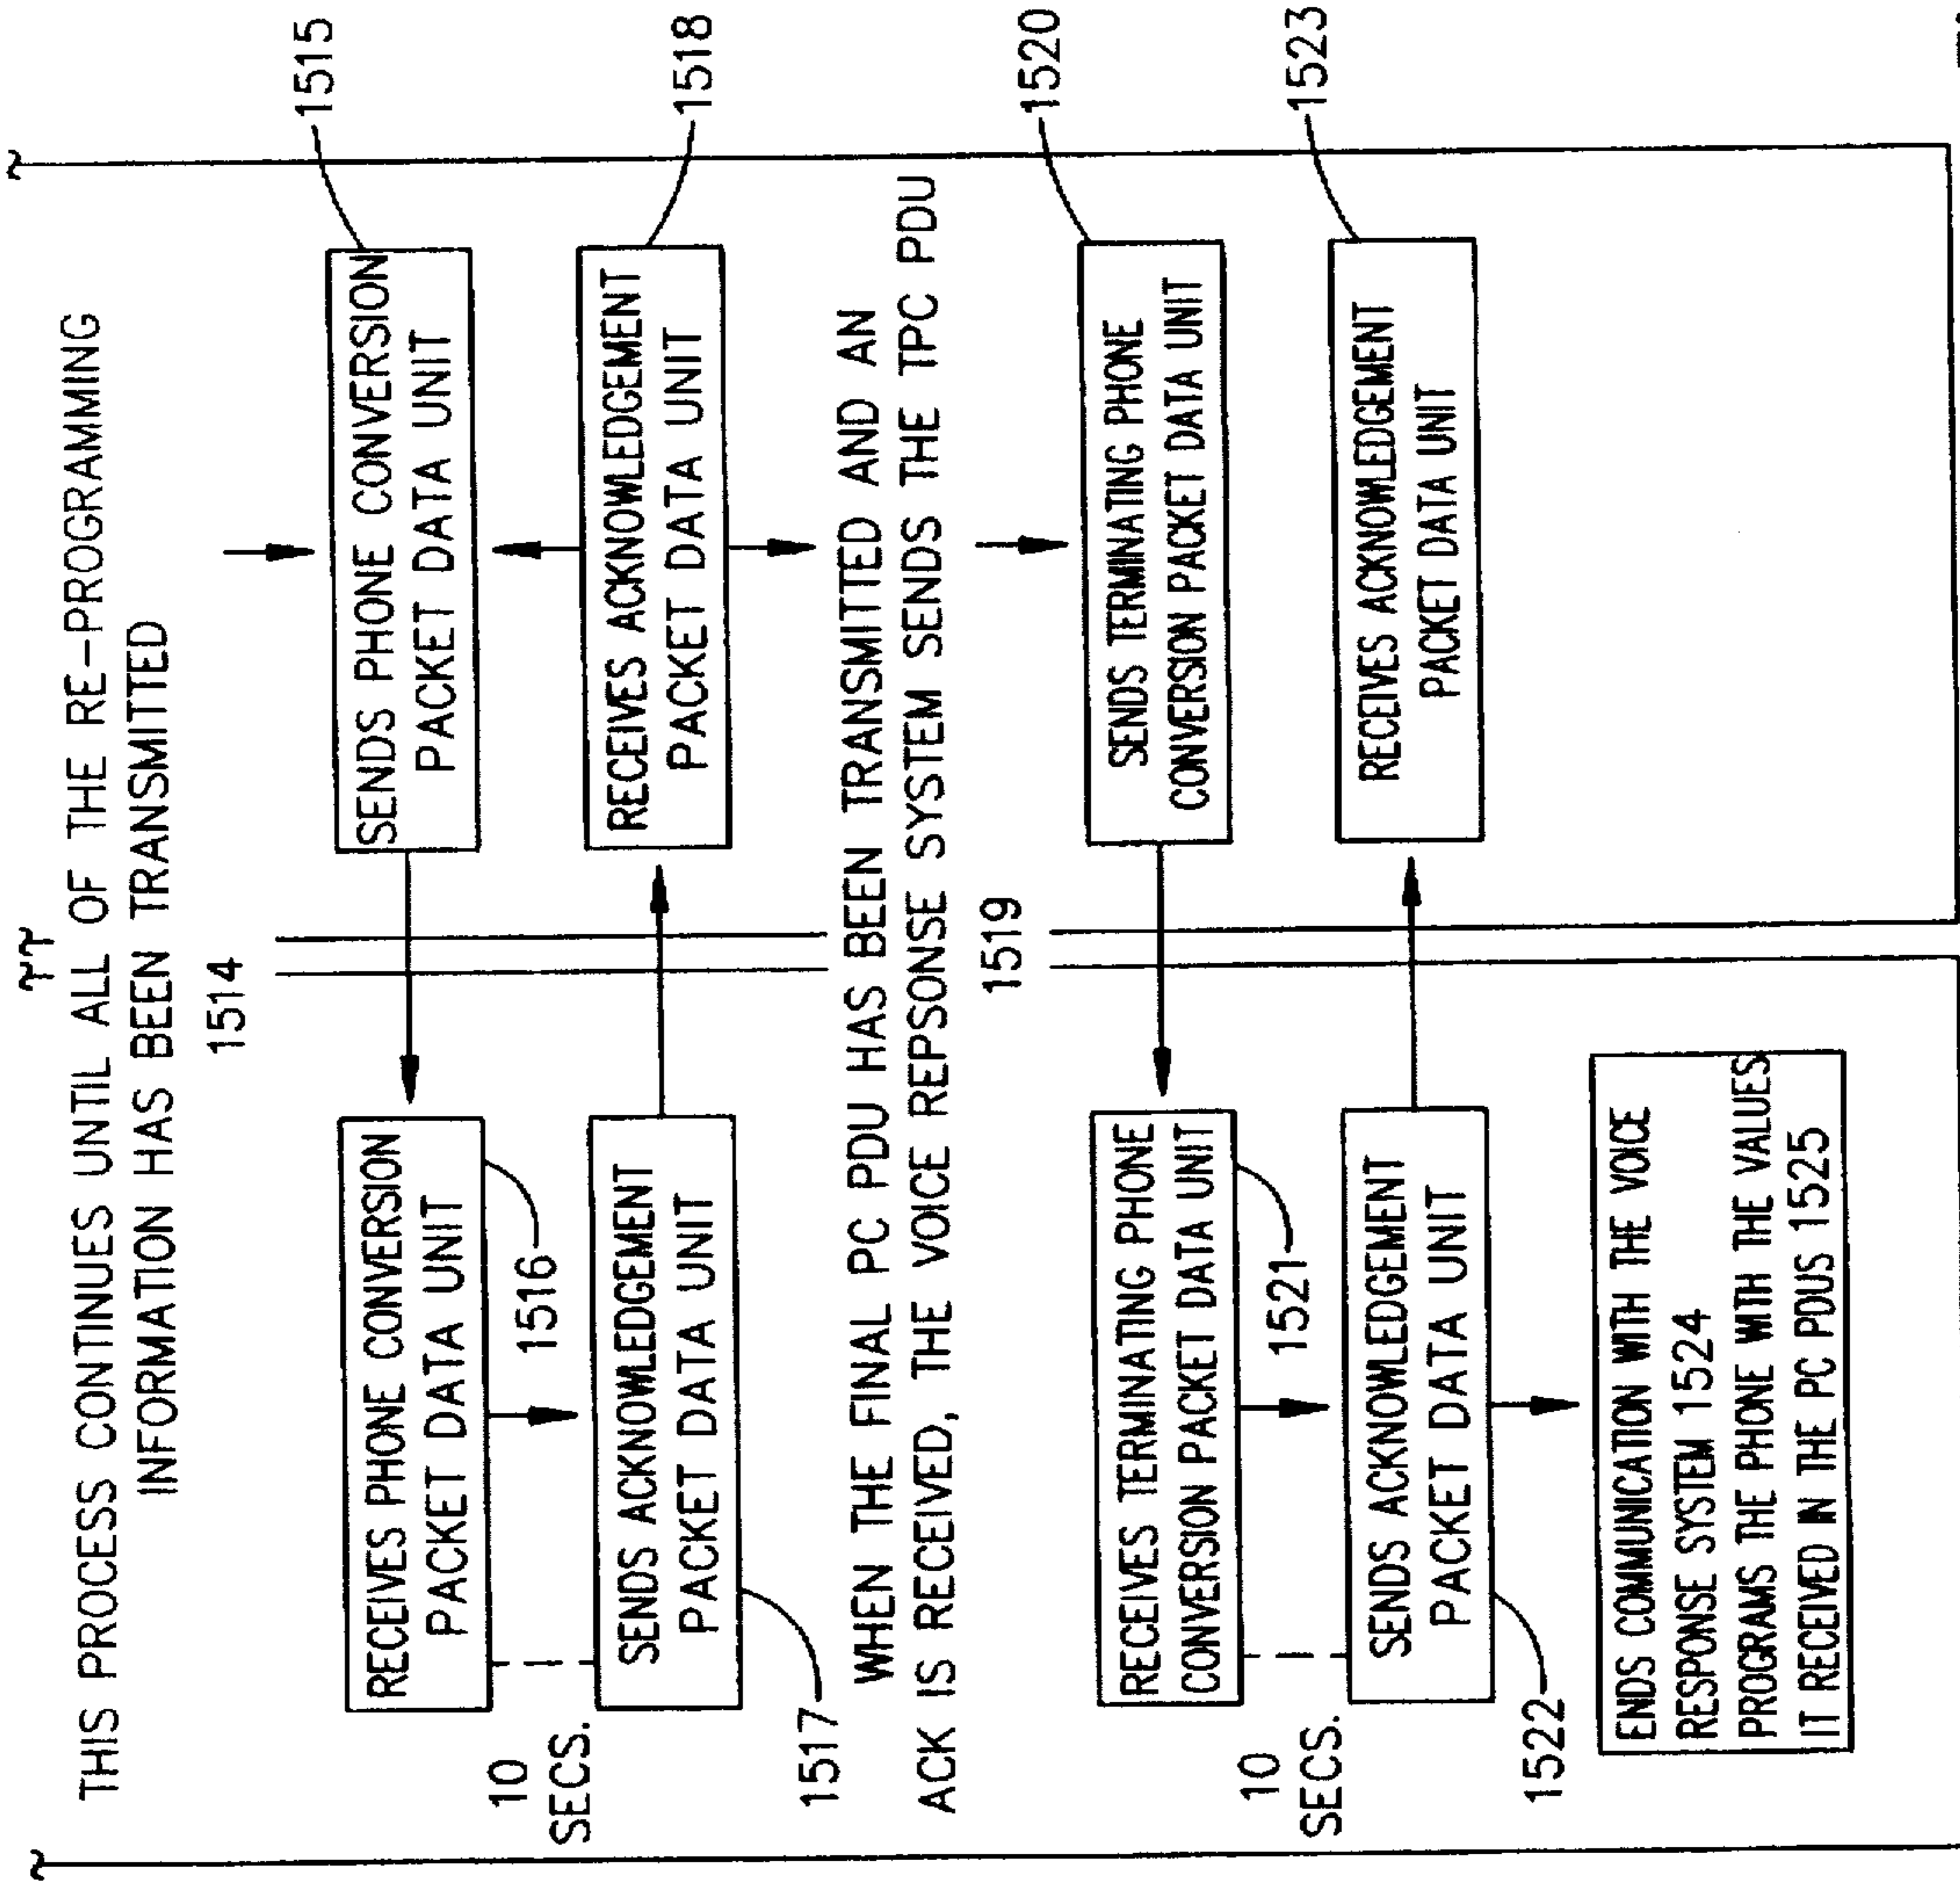 THIS PROCESS CONTINUES UNTIL ALL OF THE RE-PROGRAMMING
INFORMATION HAS BEEN TRANSMITTED
1514
RECEIVES PHONE CONVERSION
PACKET DATA UNIT
1516
SENDS PHONE CONVERSION
PACKET DATA UNIT
1515
10
SECS.
SENDS ACKNOWLEDGEMENT
PACKET DATA UNIT
1517
RECEIVES ACKNOWLEDGEMENT
PACKET DATA UNIT
1518
WHEN THE FINAL PC PDU HAS BEEN TRANSMITTED AND AN
ACK IS RECEIVED, THE VOICE REPSONSE SYSTEM SENDS THE TPC PDU
1519
RECEIVES TERMINATING PHONE
CONVERSION PACKET DATA UNIT
1521
SENDS TERMINATING PHONE
CONVERSION PACKET DATA UNIT
1520
10
SECS.
SENDS ACKNOWLEDGEMENT
PACKET DATA UNIT
1522
RECEIVES ACKNOWLEDGEMENT
PACKET DATA UNIT
1523
ENDS COMMUNICATION WITH THE VOICE
RESPONSE SYSTEM 1524
PROGRAMS THE PHONE WITH THE VALUES
IT RECEIVED IN THE PC PDUS 1525